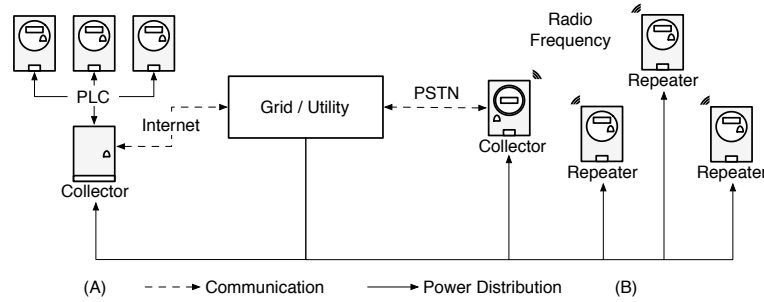 Radio
Frequency
PLC
Internet
Grid / Utility
PSTN
Collector
Collector
Repeater
Repeater
Repeater
(A)
Communication
Power Distribution
(B)